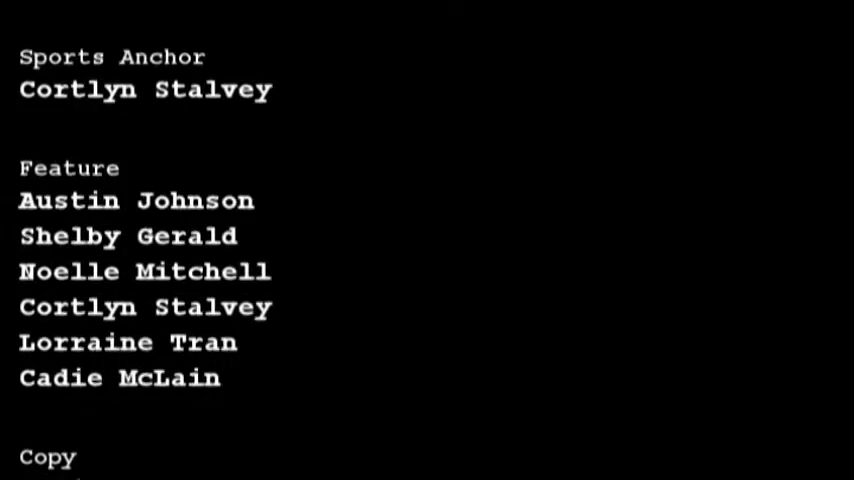 Sports Anchor
Cortlyn Stalvey
Feature
Austin Johnson
Shelby Gerald
Noelle Mitchell
Cortlyn Stalvey
Lorraine Tran
Cadie McLain
Copy